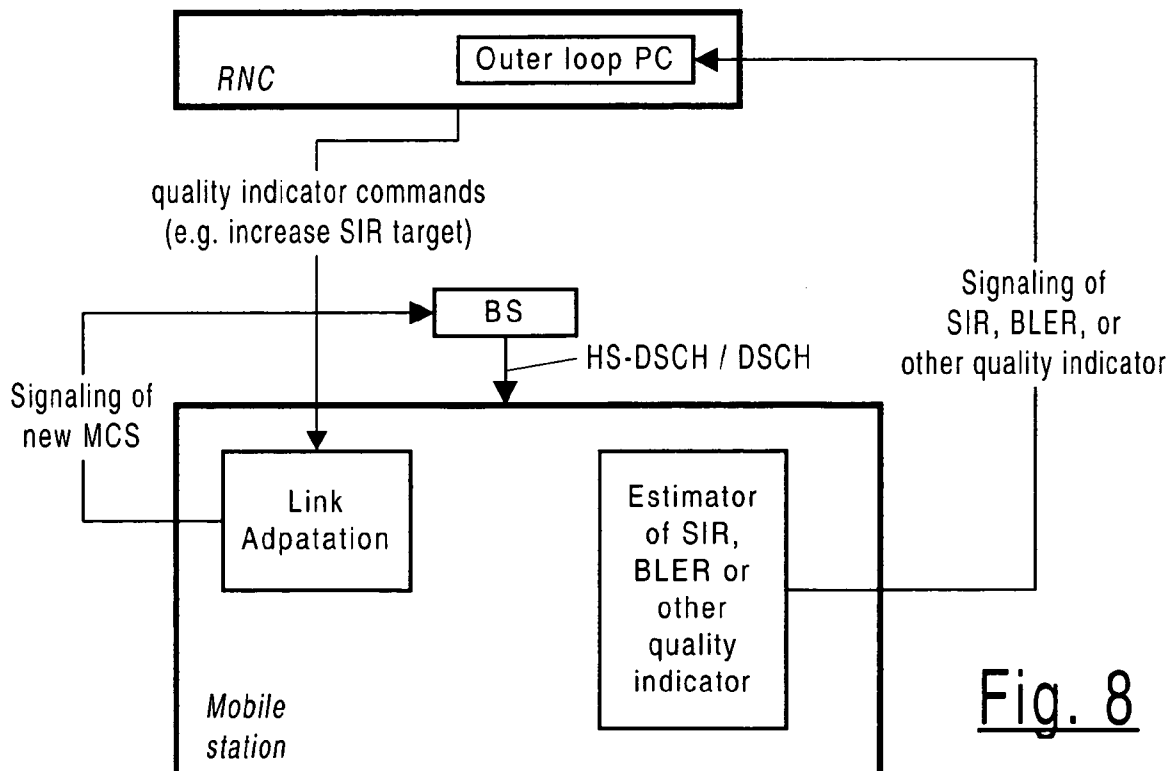 Outer loop PC
RNC
quality indicator commands
(e.g. increase SIR target)
BS
HS-DSCH / DSCH
Signaling of
SIR, BLER, or
other quality indicator
Signaling of
new MCS
Link
Adpatation
Estimator
of SIR,
BLER or
other
quality
indicator
Mobile
station
Fig. 8